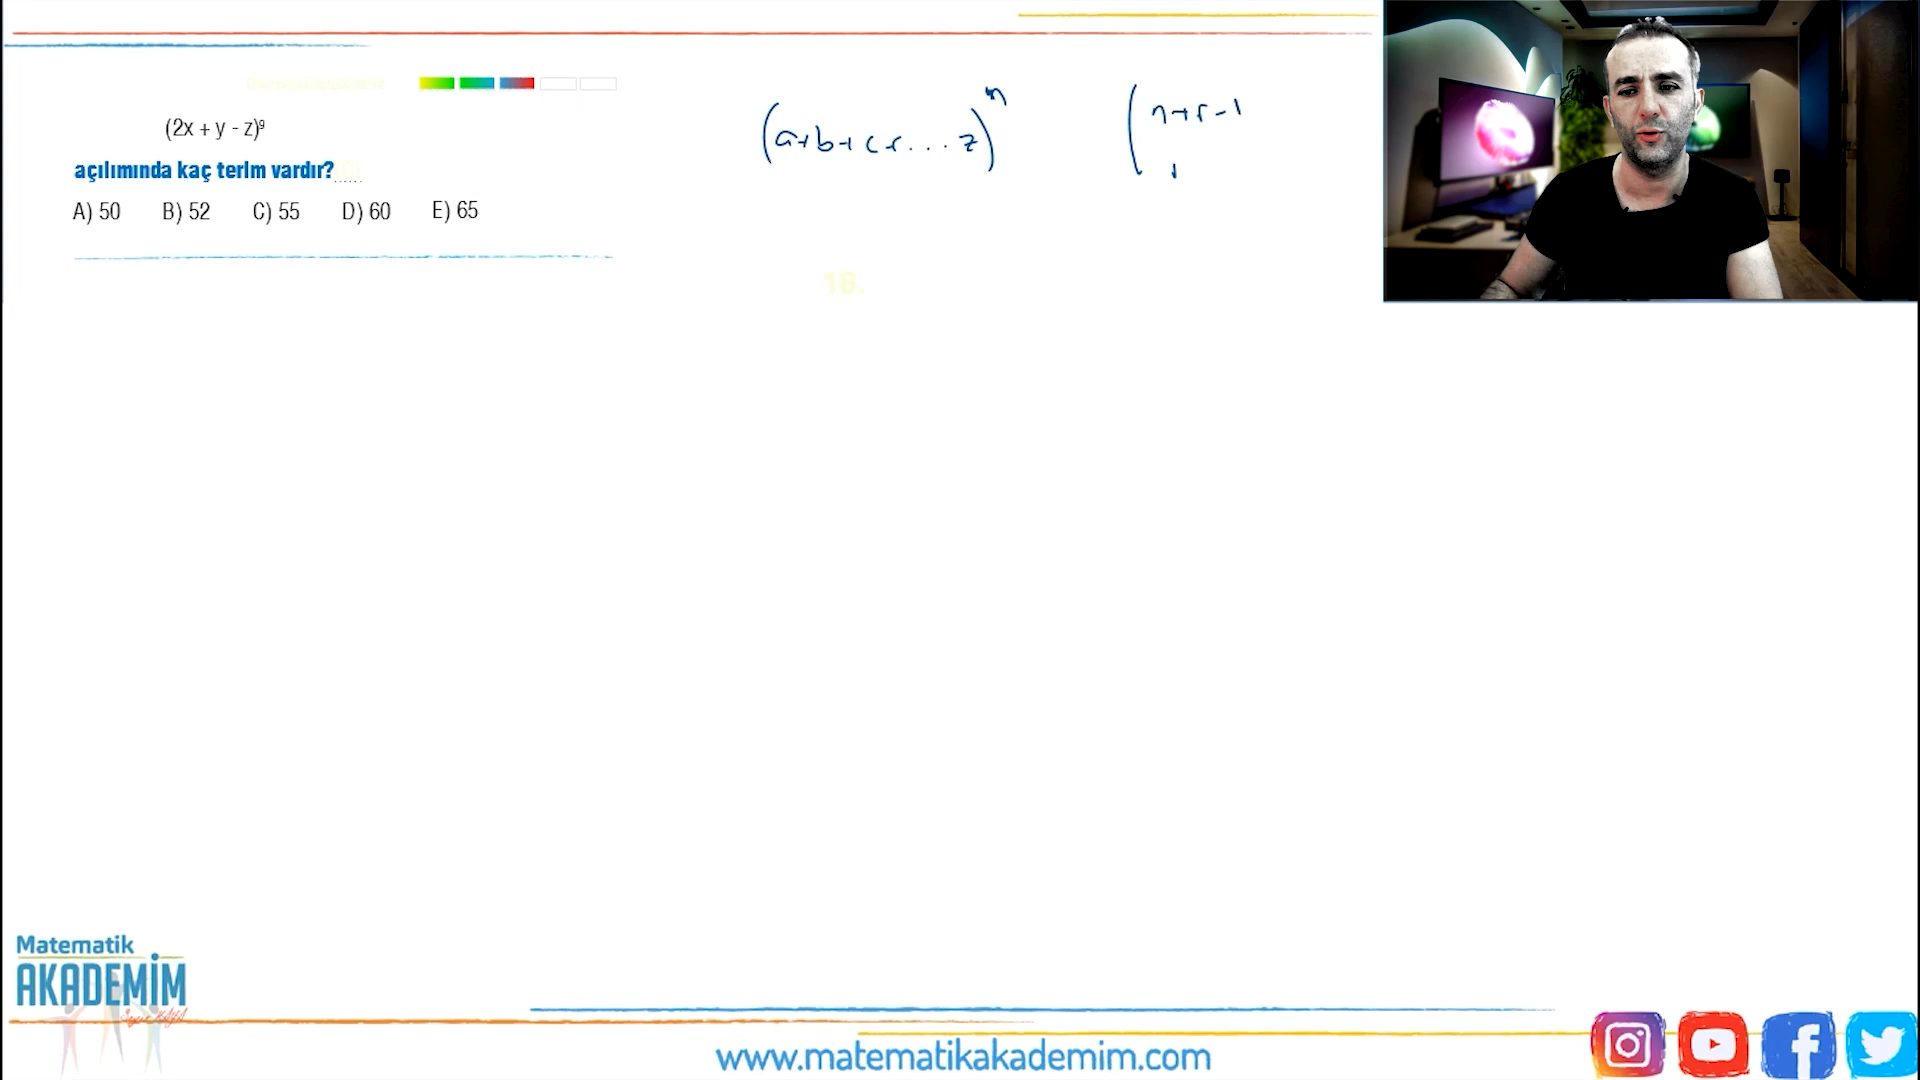 (2x + y - z)⁹
açılımında kaç terim vardır?
A) 50 B) 52 C) 55 D) 60 E) 65
(a+b+c+....z)ⁿ
(n+r-1
18.
Matematik
AKADEMİM
www.matematikakademim.com